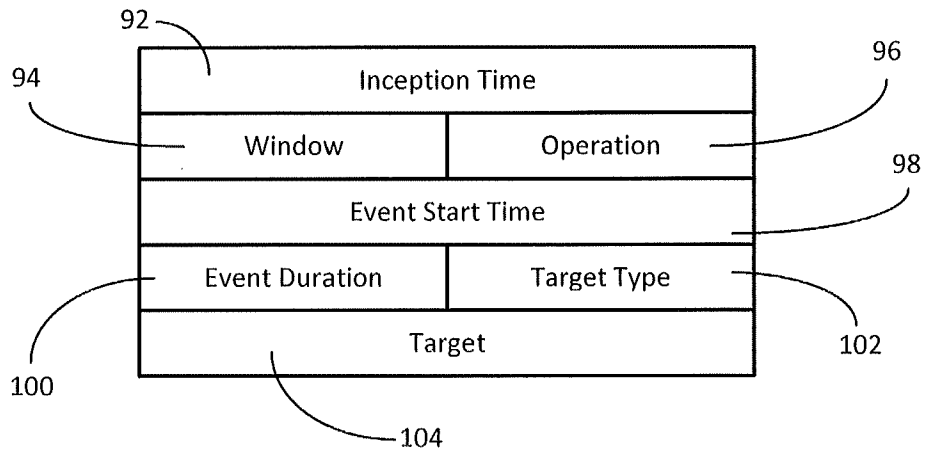 92
Inception Time
96
94
Window Operation
98
Event Start Time
Event Duration Target Type
100
Target
102
104